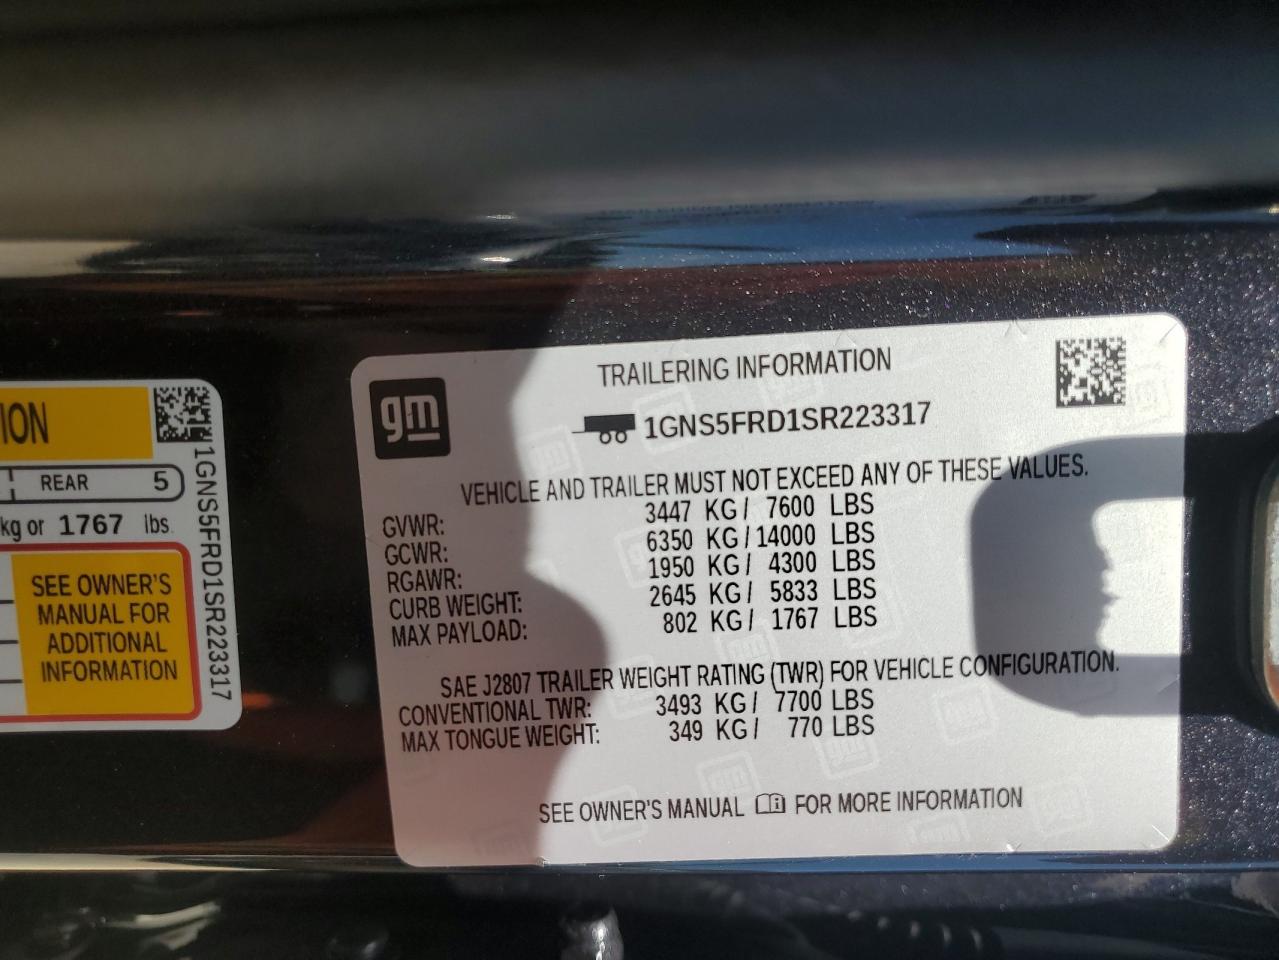 ION
REAR 5
kg or 1767 lbs.
SEE OWNER'S
MANUAL FOR
ADDITIONAL
INFORMATION
1GNS5FRD1SR223317
gm
TRAILERING INFORMATION
1GNS5FRD1SR223317
VEHICLE AND TRAILER MUST NOT EXCEED ANY OF THESE VALUES.
GVWR: 3447 KG/ 7600 LBS
GCWR: 6350 KG/14000 LBS
RGAWR: 1950 KG/ 4300 LBS
CURB WEIGHT: 2645 KG/ 5833 LBS
MAX PAYLOAD: 802 KG/ 1767 LBS
SAE J2807 TRAILER WEIGHT RATING (TWR) FOR VEHICLE CONFIGURATION.
CONVENTIONAL TWR: 3493 KG/ 7700 LBS
MAX TONGUE WEIGHT: 349 KG/ 770 LBS
SEE OWNER'S MANUAL FOR MORE INFORMATION